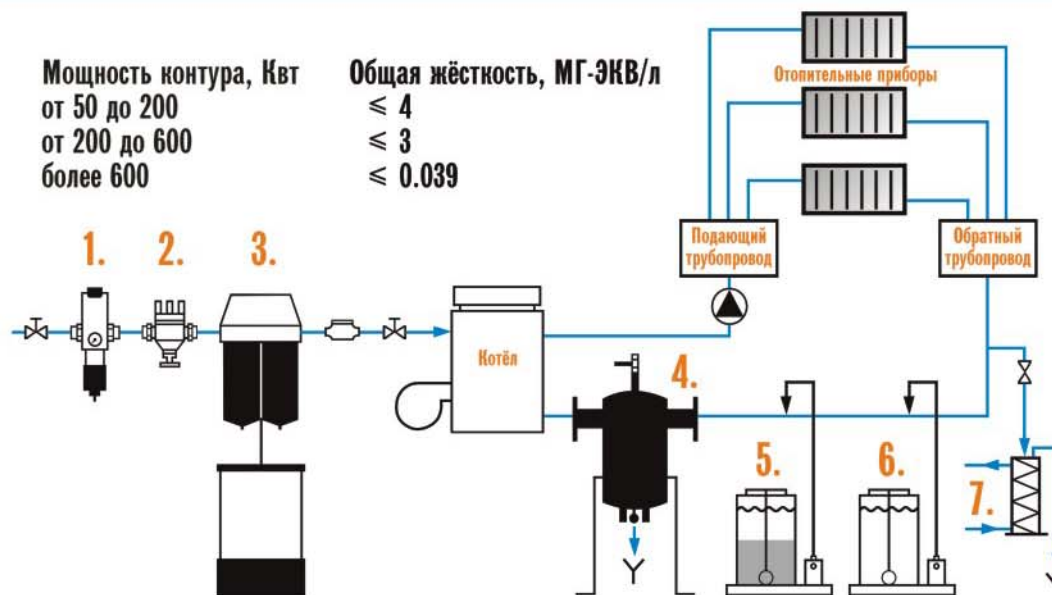 Мощность контура, Квт
от 50 до 200
от 200 до 600
более 600
Общая жёсткость, МГ-ЭКВ/л
⩽ 4
⩽ 3
⩽ 0.039
Отопительные приборы
Подающий
трубопровод
Обратный
трубопровод
1.
2.
3.
Котёл
4.
5.
6.
7.